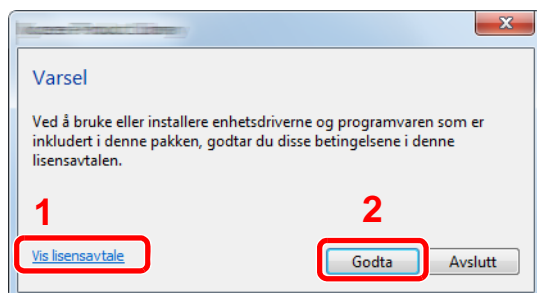 Varsel
Ved å bruke eller installere enhetsdriverne og programvaren som er
inkludert i denne pakken, godtar du disse betingelsene i denne
lisensavtalen.
1
2
Vis lisensavtale
Godta
Avslutt